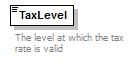 TaxLevel
The level at which the tax
rate is valid